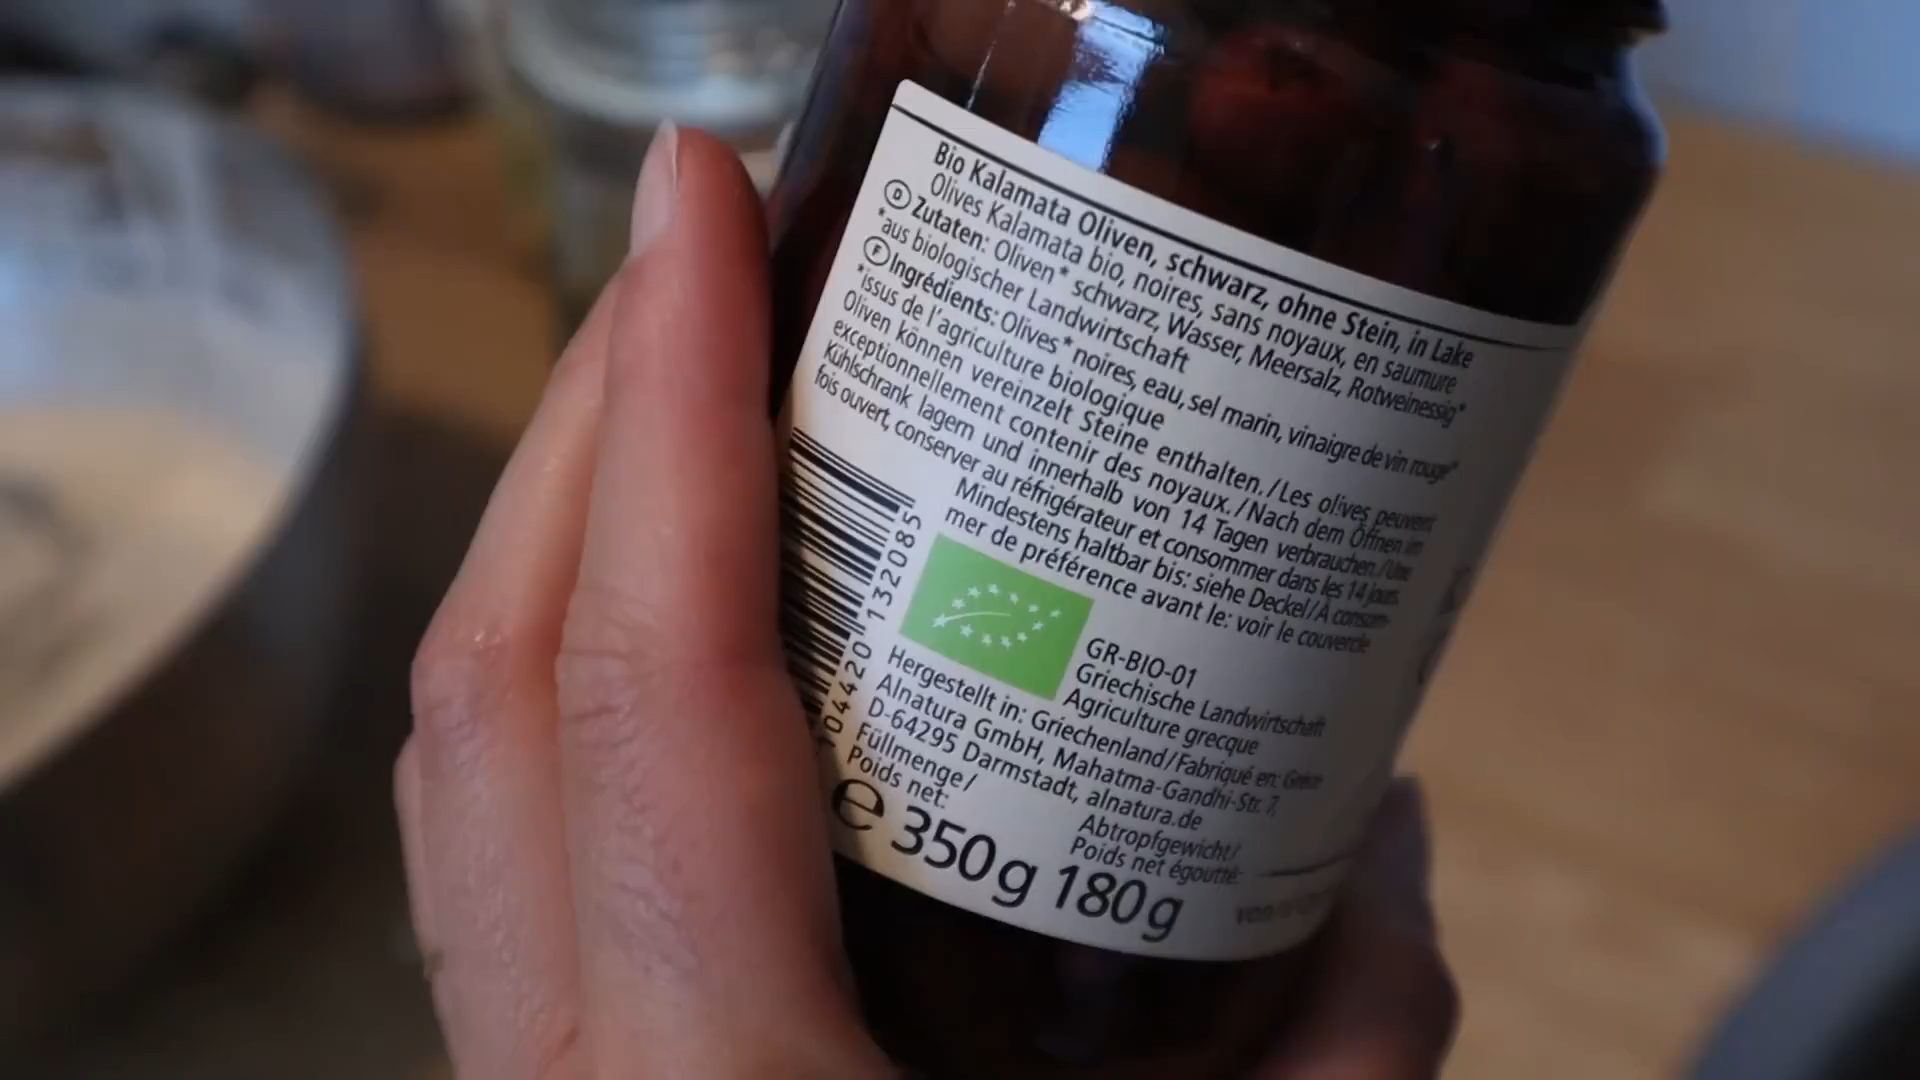 Bio Kalamata Oliven, schwarz, ohne Stein, in Lake
Olives Kalamata bio, noires, sans noyaux, en saumure
D Zutaten: Oliven* schwarz, Wasser, Meersalz, Rotweinessig*
*aus biologischer Landwirtschaft
F Ingrédients: Olives* noires, eau, sel marin, vinaigre de vin rouge*
*issus de l'agriculture biologique
Oliven können vereinzelt Steine enthalten./Les olives peuvent
exceptionnellement contenir des noyaux./Nach dem Öffnen im
Kühlschrank lagern und innerhalb von 14 Tagen verbrauchen./Une
fois ouvert, conserver au réfrigérateur et consommer dans les 14 jours
Mindestens haltbar bis: siehe Deckel/À consom-
mer de préférence avant le: voir le couvercle
104420 132085
GR-BIO-01
Griechische Landwirtschaft
Agriculture grecque
Hergestellt in: Griechenland/Fabriqué en: Grèce
Alnatura GmbH, Mahatma-Gandhi-Str. 7,
D-64295 Darmstadt, alnatura.de
Füllmenge/
Poids net:
Abtropfgewicht/
Poids net égoutté:
e 350g 180g